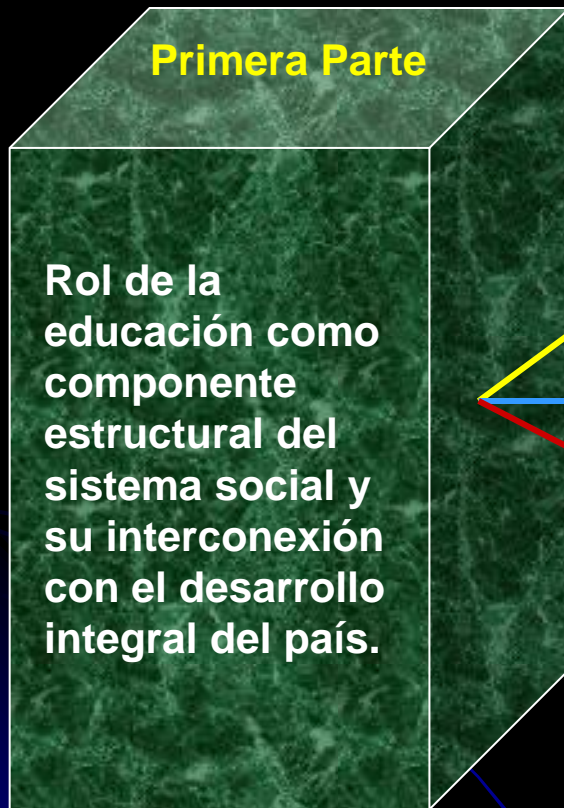 Primera Parte
Rol de la
educación como
componente
estructural del
sistema social y
su interconexión
con el desarrollo
integral del país.